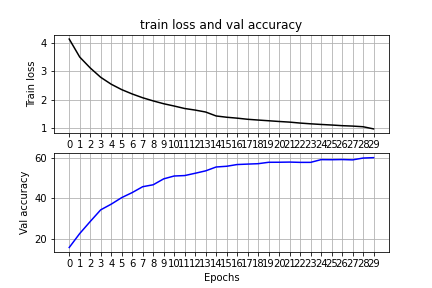 train loss and val accuracy
Train loss
4
3
2
1
0 1 2 3 4 5 6 7 8 9 10 11 12 13 14 15 16 17 18 19 20 21 22 23 24 25 26 27 28 29
Val accuracy
60
40
20
0 1 2 3 4 5 6 7 8 9 10 11 12 13 14 15 16 17 18 19 20 21 22 23 24 25 26 27 28 29
Epochs